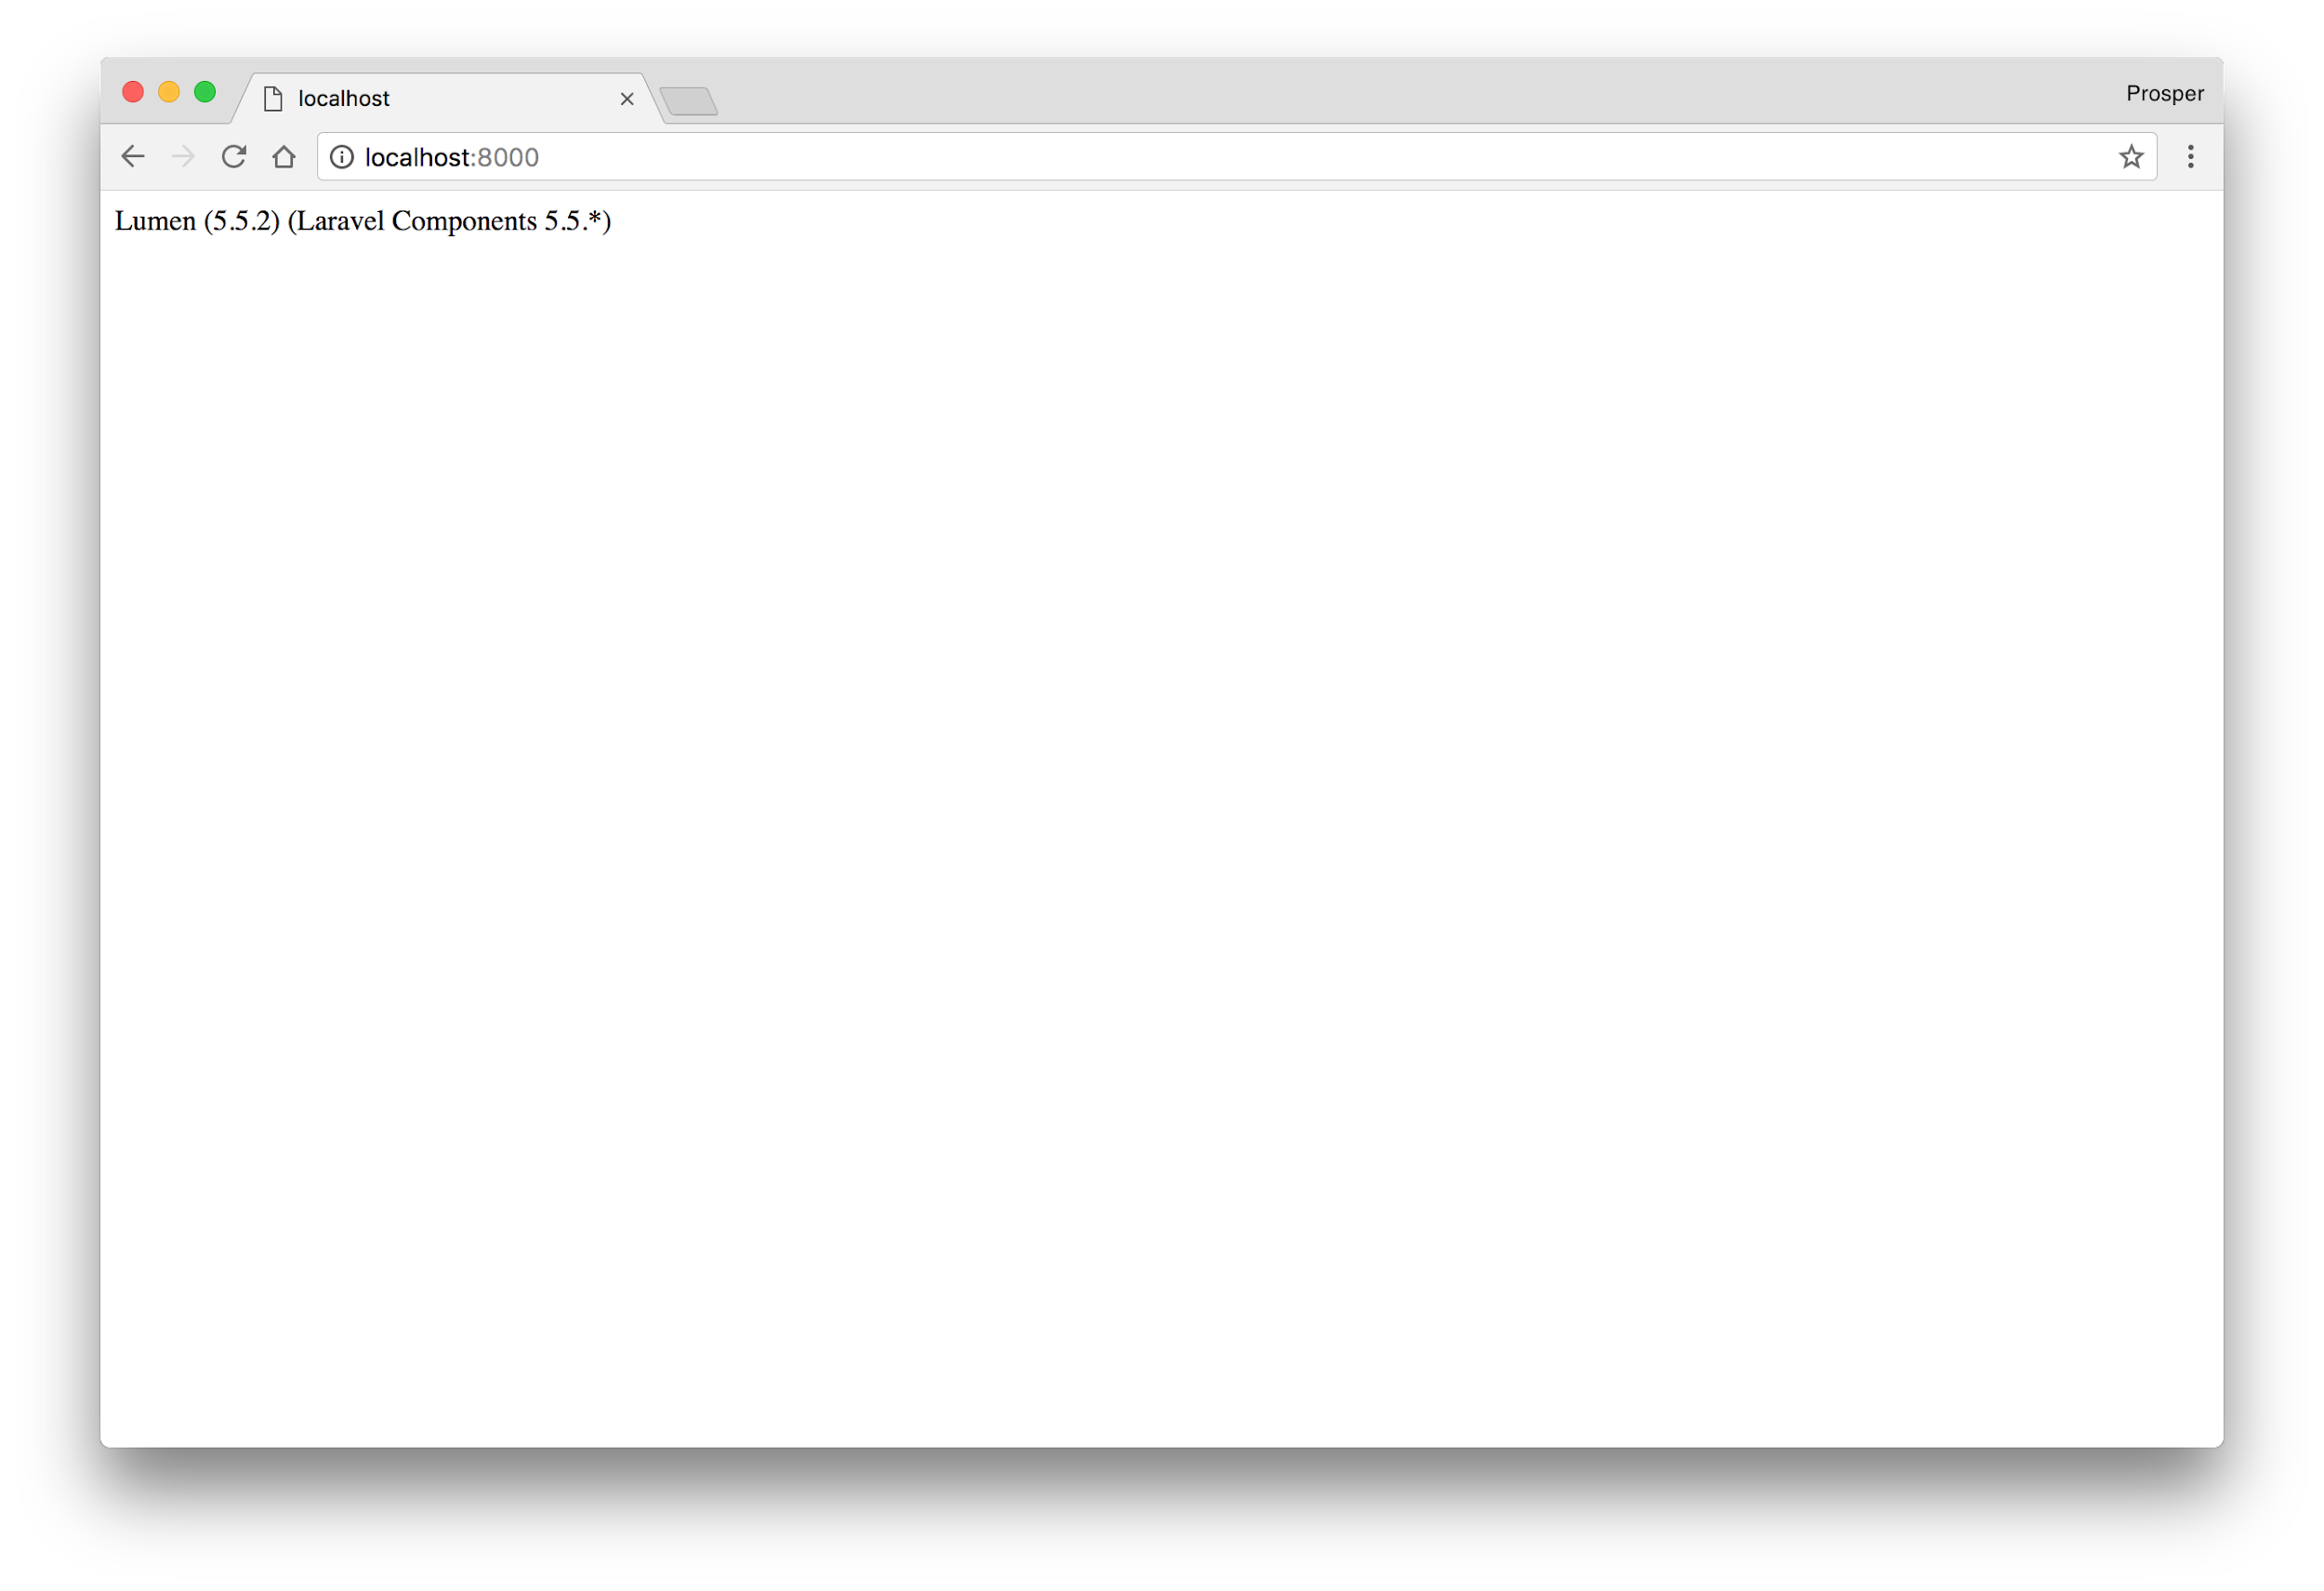 localhost
Prosper
localhost:8000
Lumen (5.5.2) (Laravel Components 5.5.*)